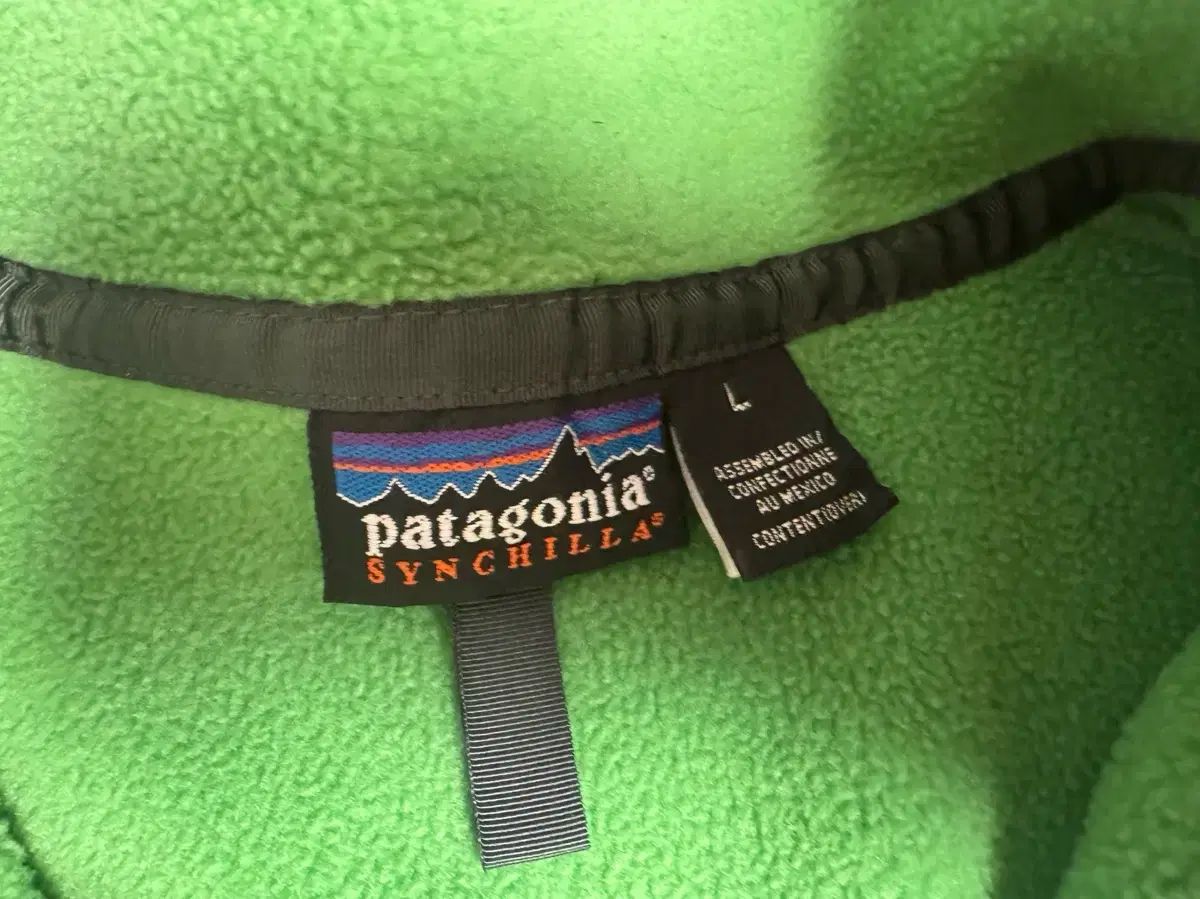 patagonia®
SYNCHILLA®
L
ASSEMBLED IN/
CONFECTIONNE
AU MEXICO
CONTENT(OVER)